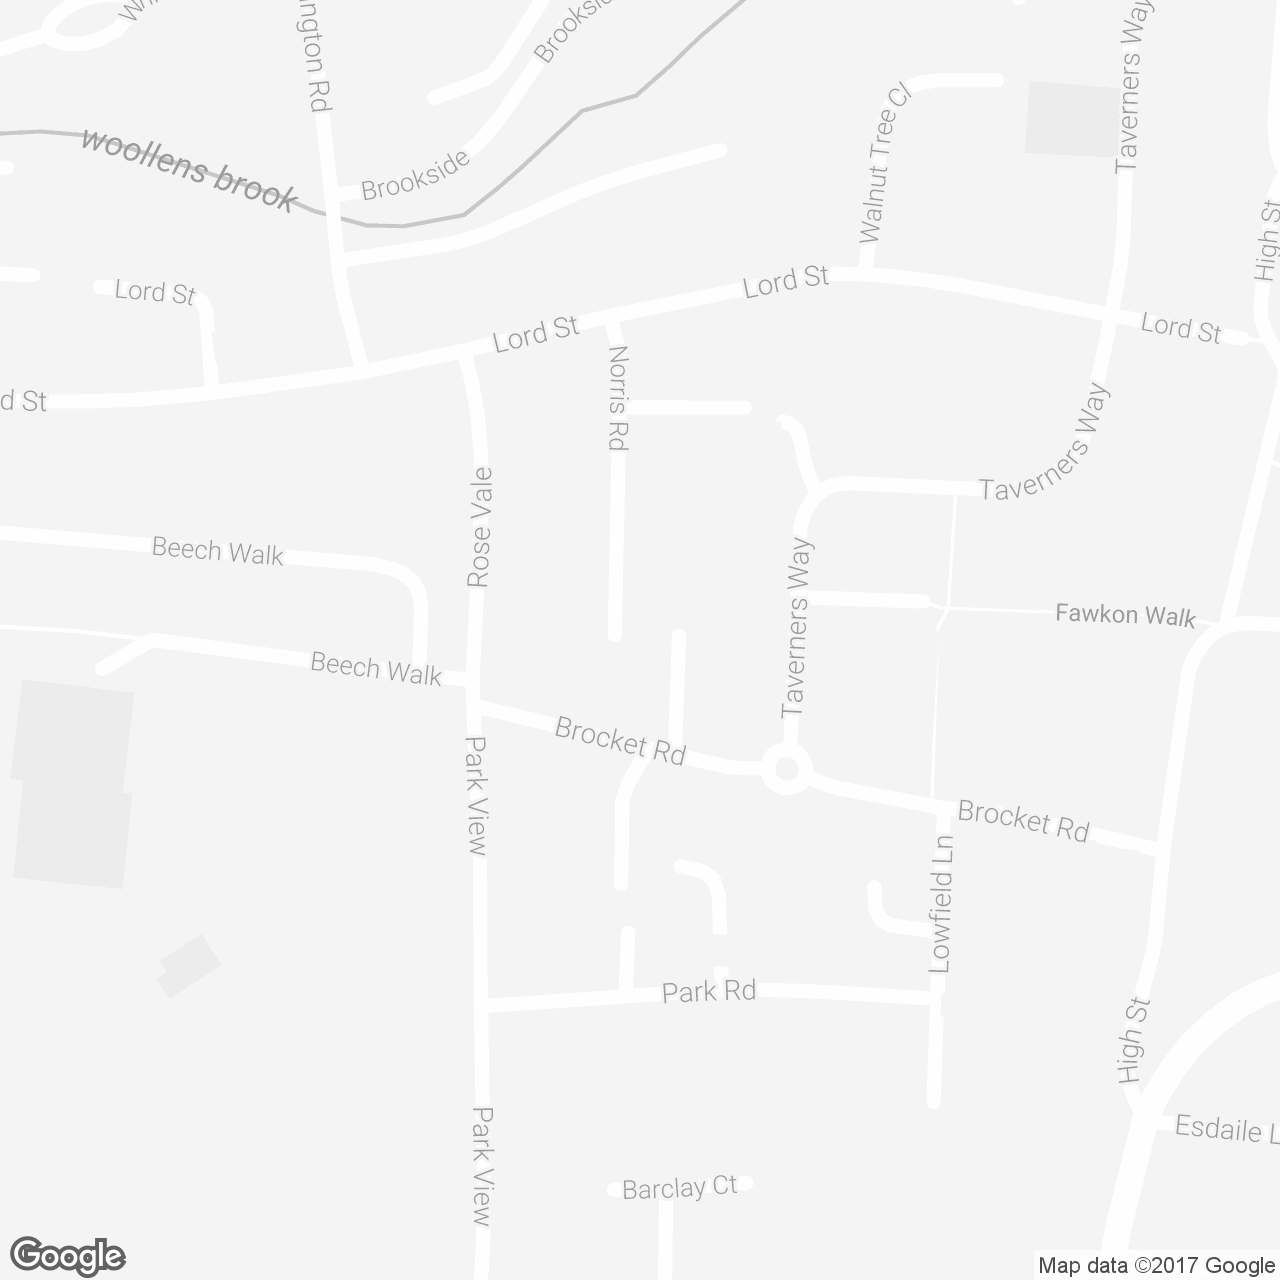 Brookside
Taverners Way
woollens brook
Brookside
Walnut Tree Cl
High St
Lord St
Lord St
Lord St
Lord St
Norris Rd
Taverners Way
Rose Vale
Beech Walk
Taverners Way
Fawkon Walk
Beech Walk
Brocket Rd
Park View
Brocket Rd
Lowfield Ln
Park Rd
High St
Park View
Esdaile L
Barclay Ct
Google
Map data ©2017 Google
ington Rd
d St